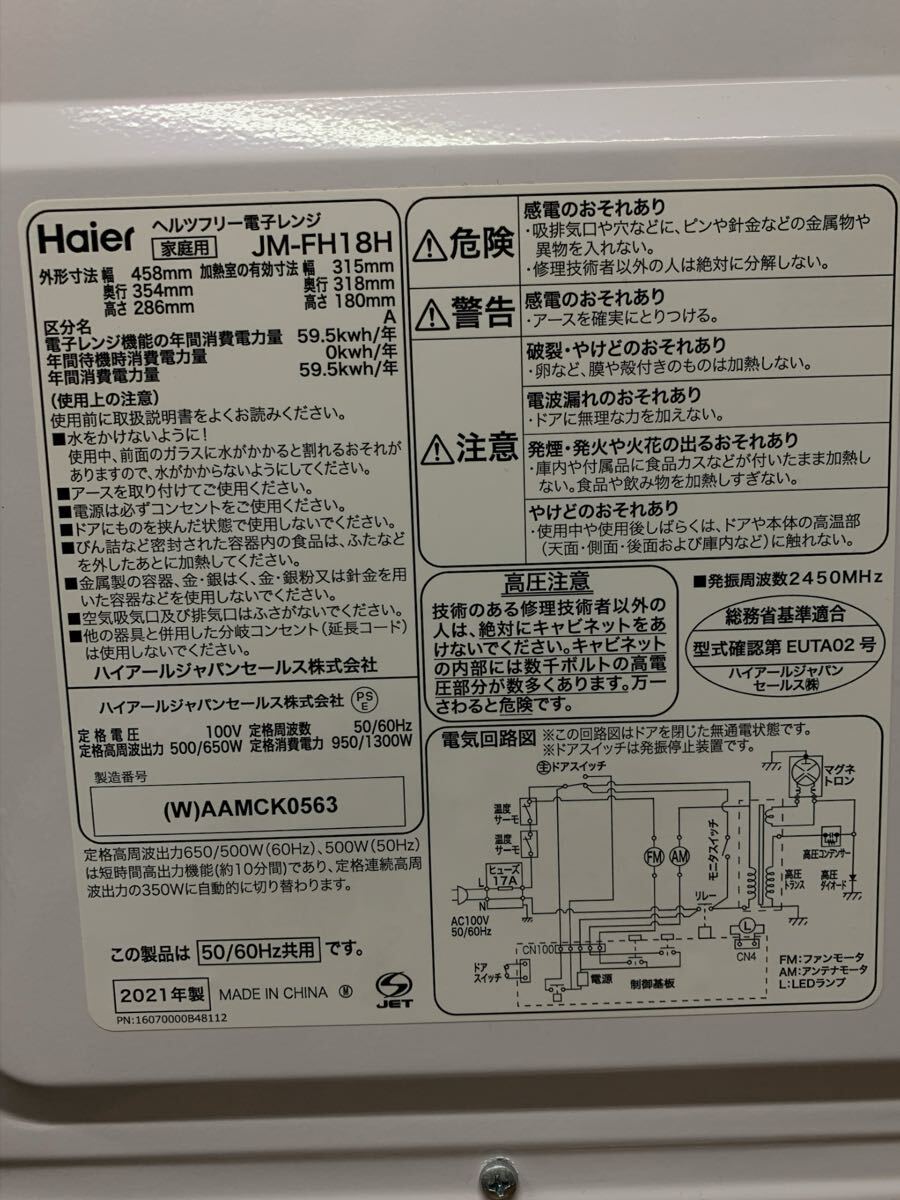 Haier ヘルツフリー電子レンジ
家庭用 JM-FH18H
外形寸法 幅 458mm 加熱室の有効寸法 幅 315mm
奥行 354mm 奥行 318mm
高さ 286mm 高さ 180mm
区分名 A
電子レンジ機能の年間消費電力量 59.5kwh/年
年間待機時消費電力量 0kwh/年
年間消費電力量 59.5kwh/年
(使用上の注意)
使用前に取扱説明書をよくお読みください。
■水をかけないように!
使用中、前面のガラスに水がかかると割れるおそれが
ありますので、水がかからないようにしてください。
■アースを取り付けてご使用ください。
■電源は必ずコンセントをご使用ください。
■ドアにものを挟んだ状態で使用しないでください。
■びん詰など密封された容器内の食品は、ふたなど
を外したあとに加熱してください。
■金属製の容器、金・銀はく、金・銀粉又は針金を用
いた容器などを使用しないでください。
■空気吸気口及び排気口はふさがないでください。
■他の器具と併用した分岐コンセント(延長コード)
は使用しないでください。
ハイアールジャパンセールス株式会社
ハイアールジャパンセールス株式会社 PSE
定格電圧 100V 定格周波数 50/60Hz
定格高周波出力 500/650W 定格消費電力 950/1300W
製造番号
(W)AAMCK0563
定格高周波出力650/500W(60Hz)、500W(50Hz)
は短時間高出力機能(約10分間)であり、定格連続高周
波出力の350Wに自動的に切り替わります。
この製品は 50/60Hz共用 です。
2021年製 MADE IN CHINA Ⓜ JET
PN:16070000B48112
⚠危険
感電のおそれあり
・吸排気口や穴などに、ピンや針金などの金属物や
異物を入れない。
・修理技術者以外の人は絶対に分解しない。
⚠警告
感電のおそれあり
・アースを確実にとりつける。
⚠注意
破裂・やけどのおそれあり
・卵など、膜や殻付きのものは加熱しない。
電波漏れのおそれあり
・ドアに無理な力を加えない。
発煙・発火や火花の出るおそれあり
・庫内や付属品に食品カスなどが付いたまま加熱し
ない。食品や飲み物を加熱しすぎない。
やけどのおそれあり
・使用中や使用後しばらくは、ドアや本体の高温部
(天面・側面・後面および庫内など)に触れない。
高圧注意
技術のある修理技術者以外の
人は、絶対にキャビネットをあ
けないでください。キャビネット
の内部には数千ボルトの高電
圧部分が数多くあります。万一
さわると危険です。
■発振周波数2450MHz
総務省基準適合
型式確認第 EUTA02 号
ハイアールジャパン
セールス㈱
電気回路図 ※この回路図はドアを閉じた無通電状態です。
※ドアスイッチは発振停止装置です。
主 ドアスイッチ
温度
サーモ
温度
サーモ
ヒューズ
17A
L
N
AC100V
50/60Hz
FM
AM
モニタスイッチ
リレー
マグネ
トロン
高圧コンデンサー
高圧
トランス
高圧
ダイオード
L
CN4
CN100
ドア
スイッチ
電源
制御基板
FM:ファンモータ
AM:アンテナモータ
L:LEDランプ